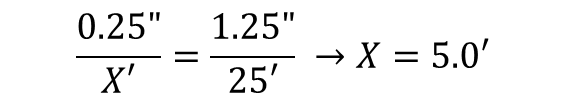 0.25" / X′ = 1.25" / 25′ → X = 5.0′